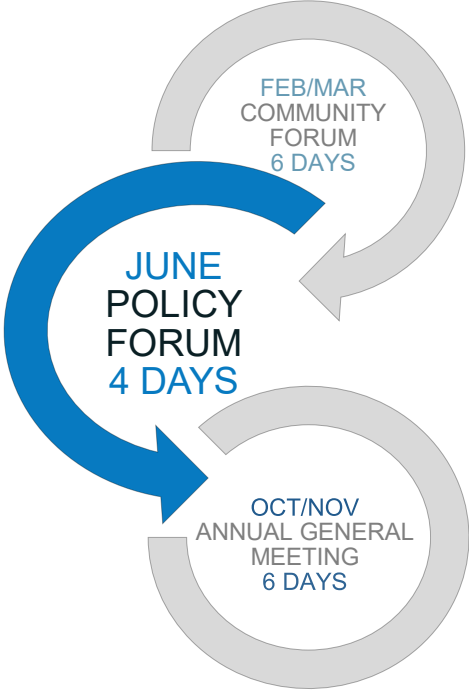 FEB/MAR
COMMUNITY
FORUM
6 DAYS
JUNE
POLICY
FORUM
4 DAYS
OCT/NOV
ANNUAL GENERAL
MEETING
6 DAYS